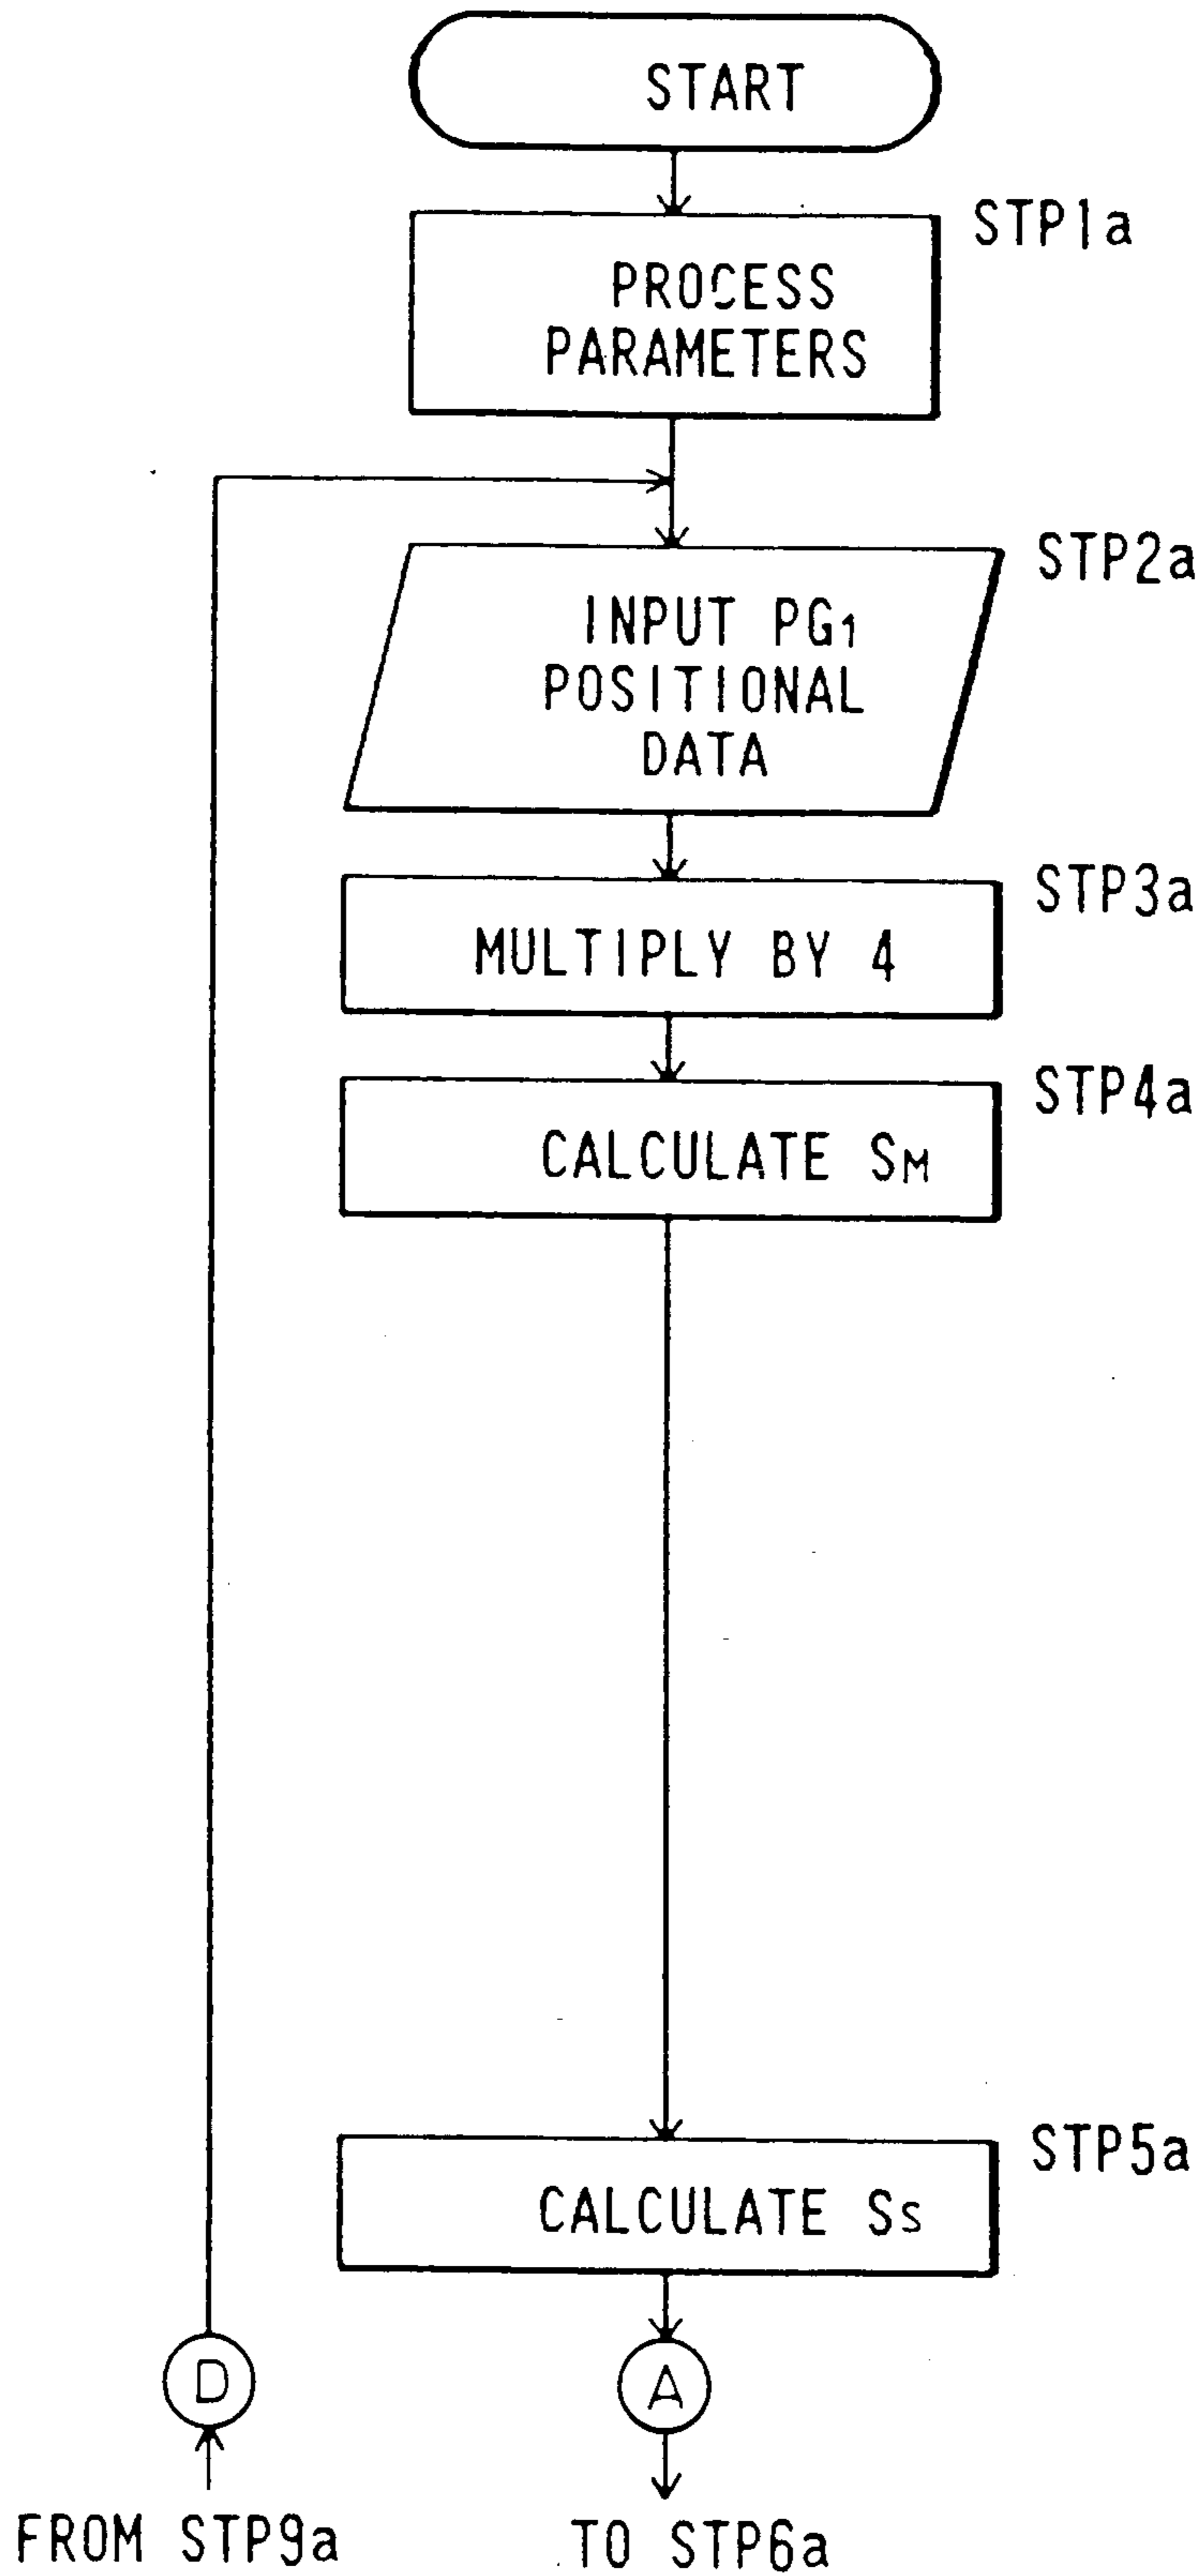 START
STP1a
PROCESS
PARAMETERS
STP2a
INPUT PG₁
POSITIONAL
DATA
STP3a
MULTIPLY BY 4
STP4a
CALCULATE SM
STP5a
CALCULATE SS
D
A
FROM STP9a
TO STP6a